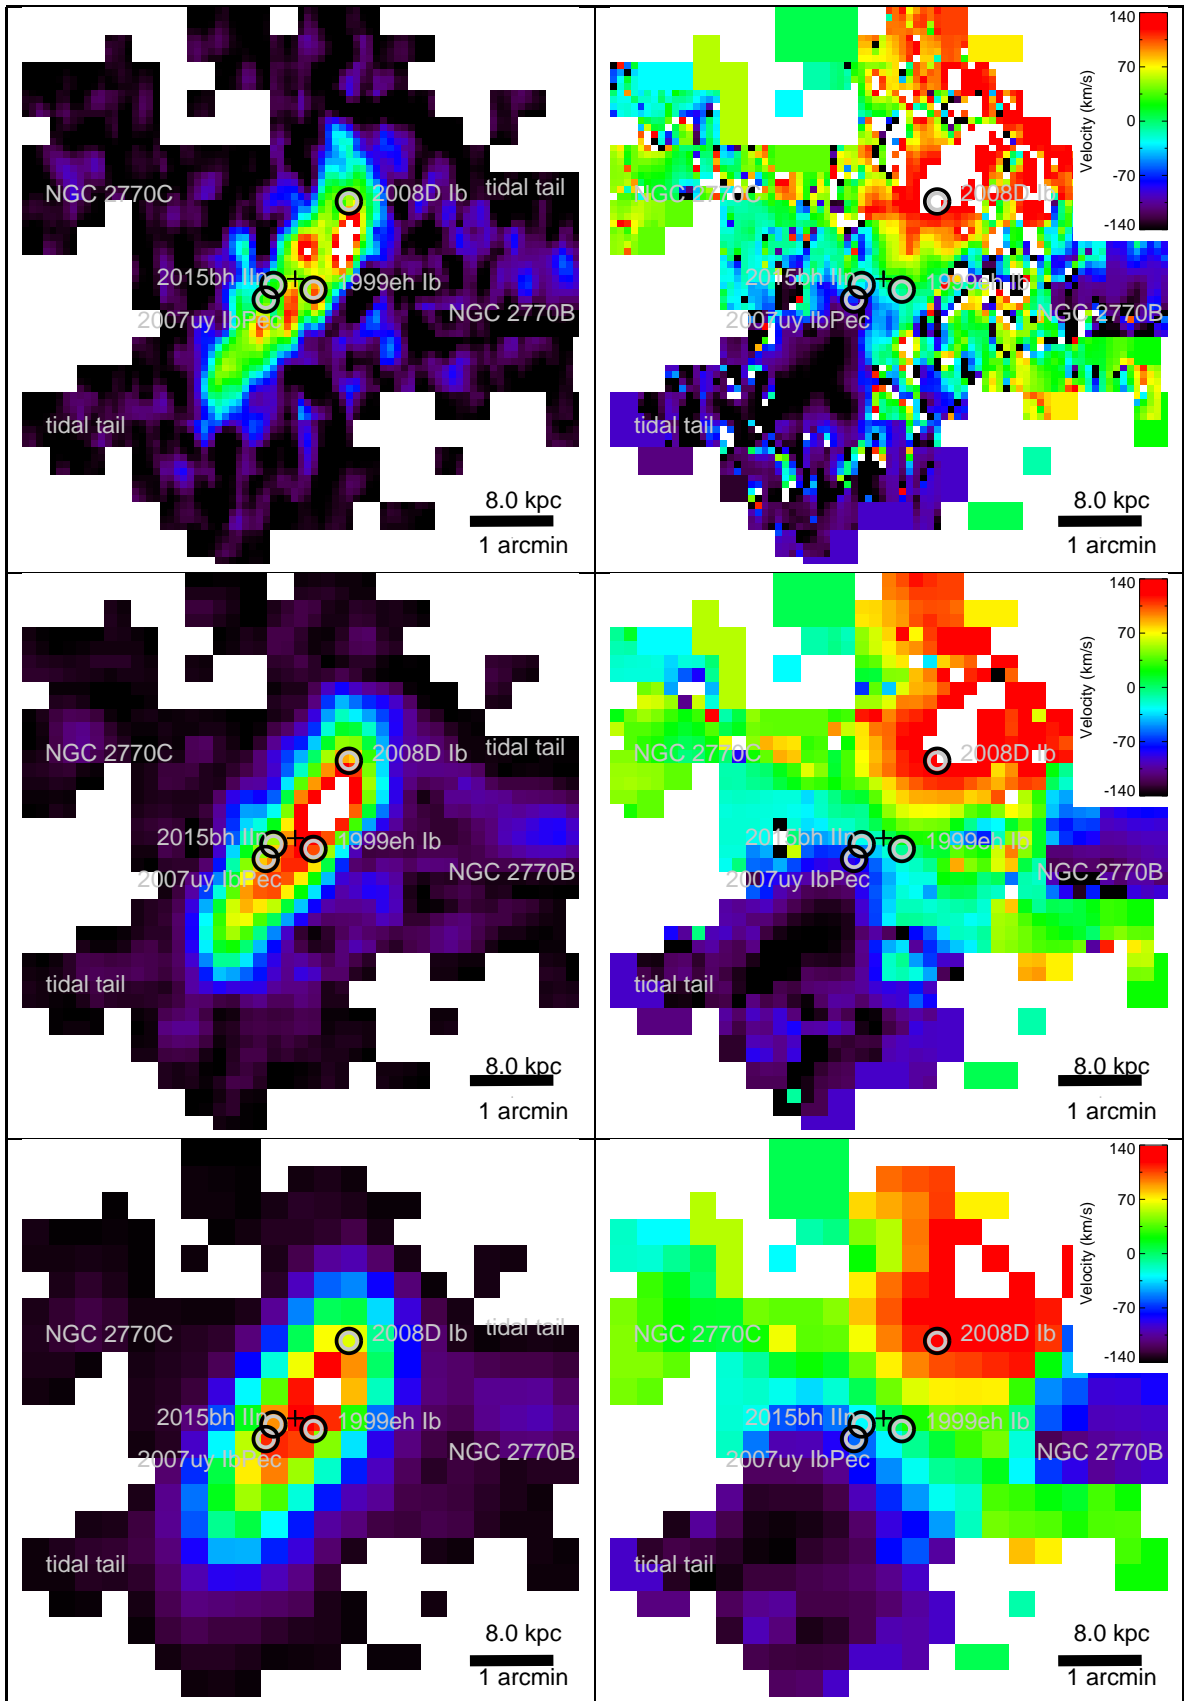 NGC 2770C
2008D Ib
tidal tail
2015bh IIn
1999eh Ib
2007uy IbPec
NGC 2770B
tidal tail
8.0 kpc
1 arcmin
140
70
0
-70
-140
Velocity (km/s)
NGC 2770C
2008D Ib
2015bh IIn
1999eh Ib
2007uy IbPec
NGC 2770B
tidal tail
8.0 kpc
1 arcmin
NGC 2770C
2008D Ib
tidal tail
2015bh IIn
1999eh Ib
2007uy IbPec
NGC 2770B
tidal tail
8.0 kpc
1 arcmin
140
70
0
-70
-140
Velocity (km/s)
NGC 2770C
2008D Ib
2015bh IIn
1999eh Ib
2007uy IbPec
NGC 2770B
tidal tail
8.0 kpc
1 arcmin
NGC 2770C
2008D Ib
tidal tail
2015bh IIn
1999eh Ib
2007uy IbPec
NGC 2770B
tidal tail
8.0 kpc
1 arcmin
140
70
0
-70
-140
Velocity (km/s)
NGC 2770C
2008D Ib
2015bh IIn
1999eh Ib
2007uy IbPec
NGC 2770B
tidal tail
8.0 kpc
1 arcmin